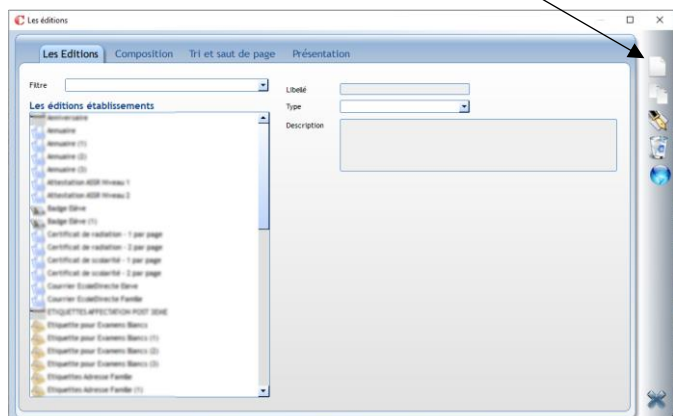 Les éditions
Les Editions
Composition
Tri et saut de page
Présentation
Filtre
Les éditions établissements
Anniversaire
Annuaire
Annuaire (1)
Annuaire (2)
Annuaire (3)
Attestation ASSR Niveau 1
Attestation ASSR Niveau 2
Badge Elève
Badge Elève (1)
Certificat de radiation - 1 par page
Certificat de radiation - 2 par page
Certificat de scolarité - 1 par page
Certificat de scolarité - 2 par page
Courrier EcoleDirecte Eleve
Courrier EcoleDirecte Famille
ETIQUETTES AFFECTATION POST 3EME
Etiquette pour Examens Blancs
Etiquette pour Examens Blancs (1)
Etiquette pour Examens Blancs (2)
Etiquette pour Examens Blancs (3)
Etiquettes Adresse Famille
Etiquettes Adresse Famille (1)
Libellé
Type
Description